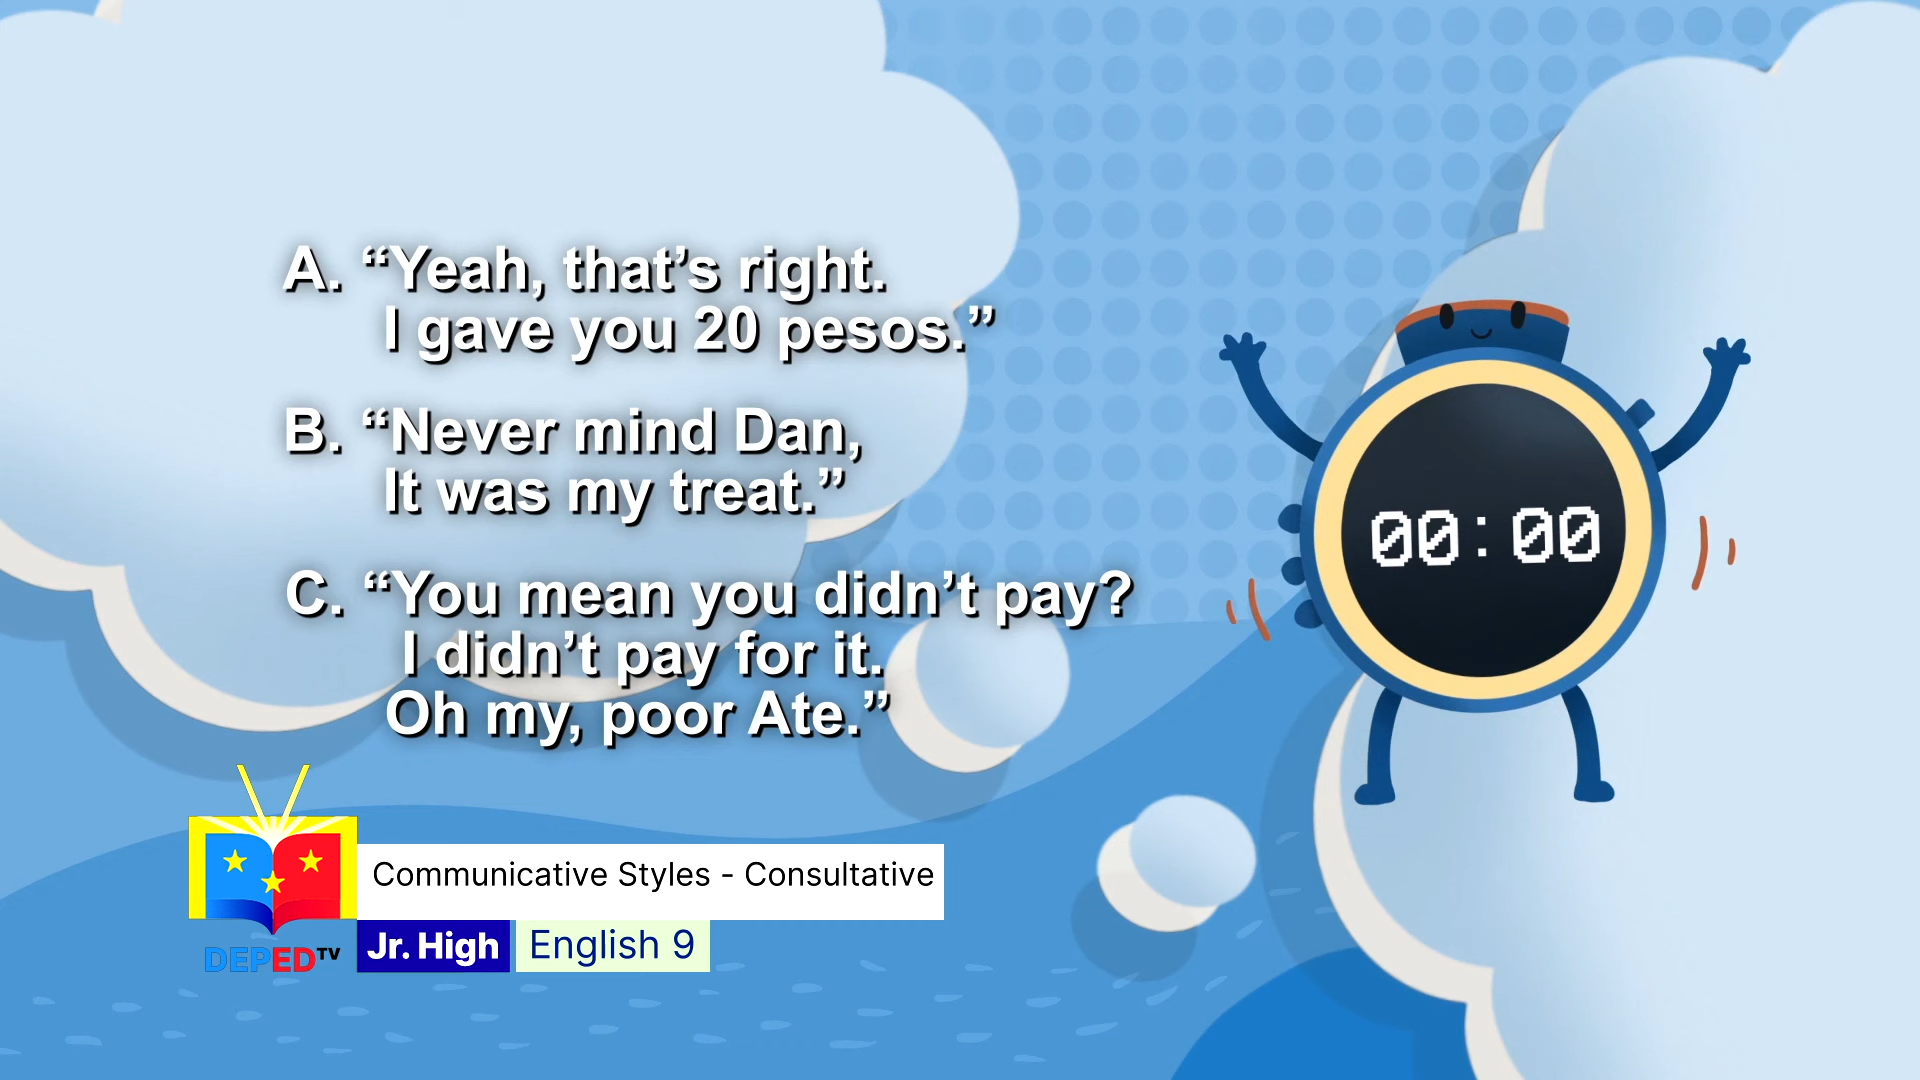 A. “Yeah, that’s right.
I gave you 20 pesos.”
B. “Never mind Dan,
It was my treat.”
C. “You mean you didn’t pay?
I didn’t pay for it.
Oh my, poor Ate.”
00:00
Communicative Styles - Consultative
DEPED TV
Jr. High English 9